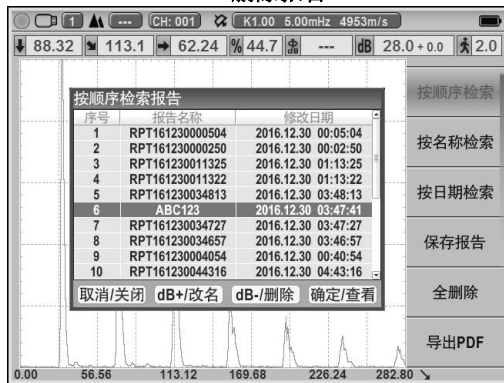 1 --- CH: 001 K1.00 5.00mHz 4953m/s
88.32 113.1 62.24 % 44.7 --- dB 28.0 + 0.0 2.0
按顺序检索报告
序号 报告名称 修改日期
1 RPT161230000504 2016.12.30 00:05:04
2 RPT161230000250 2016.12.30 00:02:50
3 RPT161230011325 2016.12.30 01:13:25
4 RPT161230011322 2016.12.30 01:13:22
5 RPT161230034813 2016.12.30 03:48:13
6 ABC123 2016.12.30 03:47:41
7 RPT161230034727 2016.12.30 03:47:27
8 RPT161230034657 2016.12.30 03:46:57
9 RPT161230004054 2016.12.30 00:40:54
10 RPT161230044316 2016.12.30 04:43:16
取消/关闭 dB+/改名 dB-/删除 确定/查看
按顺序检索
按名称检索
按日期检索
保存报告
全删除
导出PDF
0.00 56.56 113.12 169.68 226.24 282.80